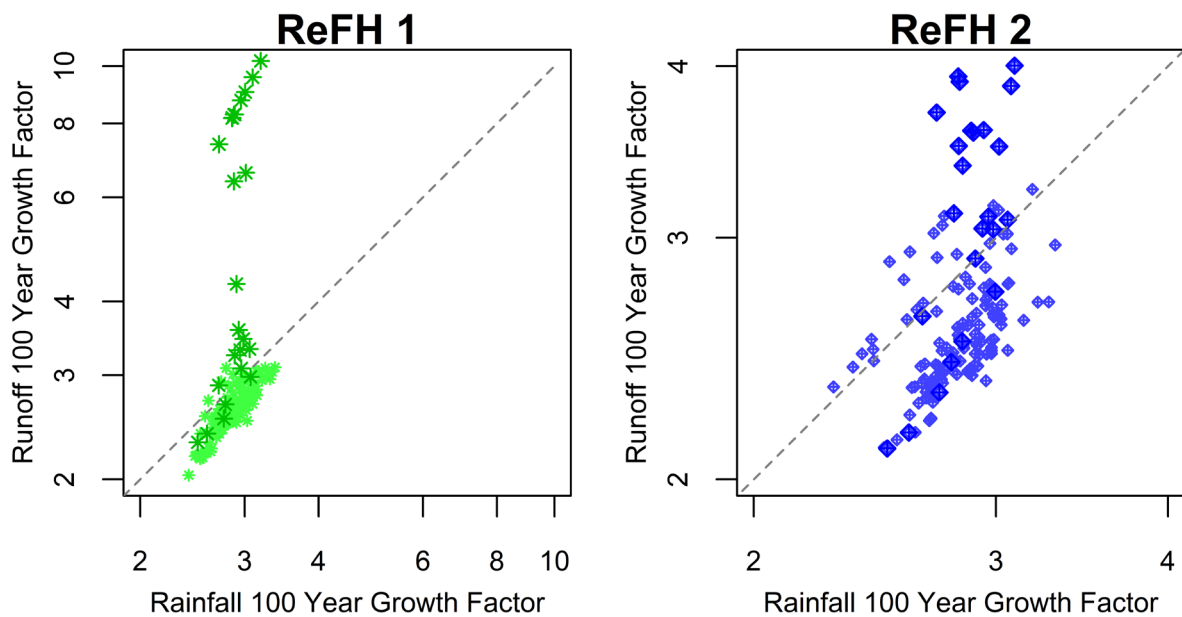 ReFH 1
Runoff 100 Year Growth Factor
10
8
6
4
3
2
2 3 4 6 8 10
Rainfall 100 Year Growth Factor
ReFH 2
Runoff 100 Year Growth Factor
4
3
2
2 3 4
Rainfall 100 Year Growth Factor